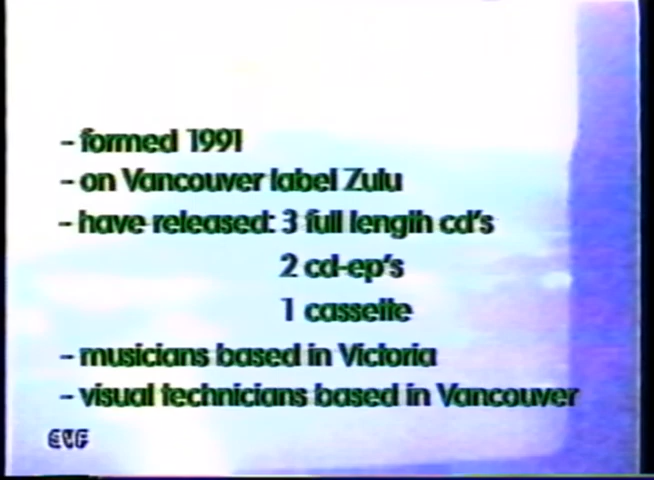 - formed 1991
- on Vancouver label Zulu
- have released: 3 full length cd's
2 cd-ep's
1 cassette
- musicians based in Victoria
- visual technicians based in Vancouver